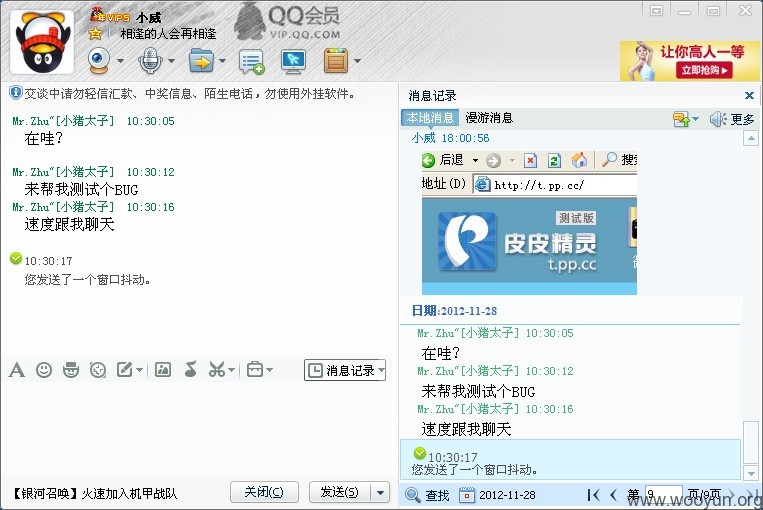 VIP5 小威
相逢的人会再相逢
QQ会员
VIP.QQ.COM
让你高人一等
立即抢购
交谈中请勿轻信汇款、中奖信息、陌生电话，勿使用外挂软件。
Mr.Zhu"[小猪太子] 10:30:05
在哇?
Mr.Zhu"[小猪太子] 10:30:12
来帮我测试个BUG
Mr.Zhu"[小猪太子] 10:30:16
速度跟我聊天
10:30:17
您发送了一个窗口抖动。
消息记录
【银河召唤】火速加入机甲战队
关闭(C)
发送(S)
消息记录
本地消息 漫游消息
更多
小威 18:00:56
后退
搜
地址(D) http://t.pp.cc/
测试版
皮皮精灵
t.pp.cc
日期:2012-11-28
Mr.Zhu"[小猪太子] 10:30:05
在哇?
Mr.Zhu"[小猪太子] 10:30:12
来帮我测试个BUG
Mr.Zhu"[小猪太子] 10:30:16
速度跟我聊天
10:30:17
您发送了一个窗口抖动。
查找 2012-11-28 第 9 页/9页
www.wooyun.org